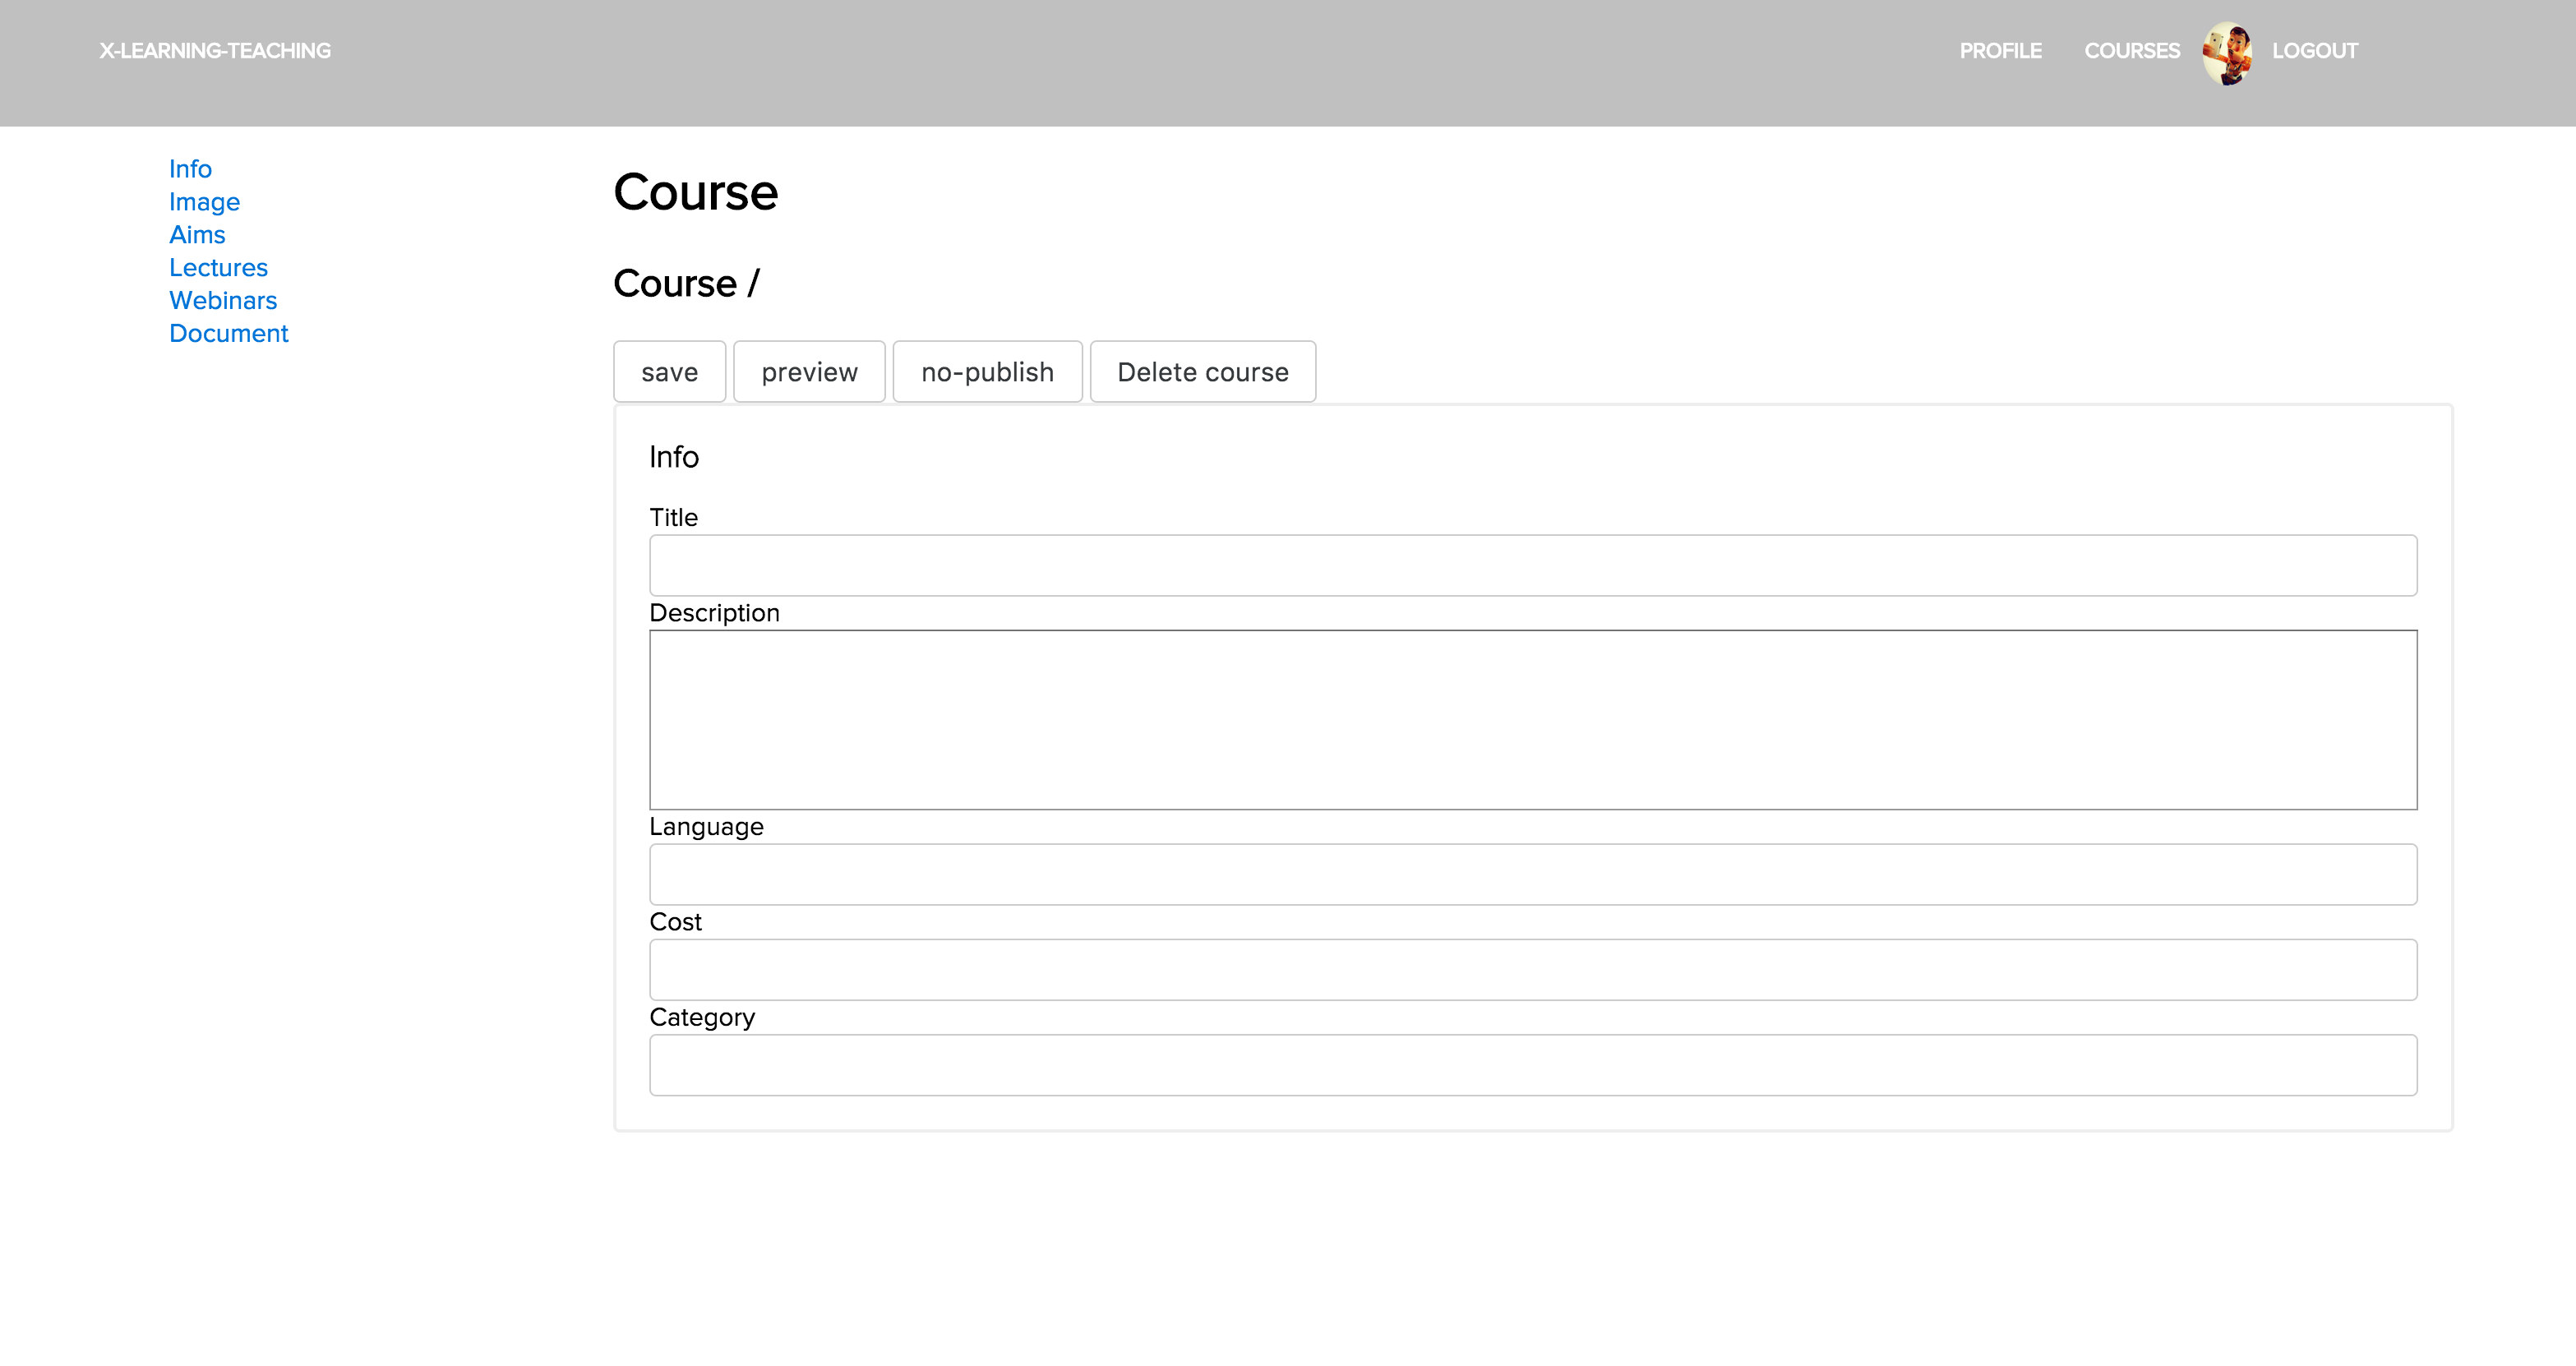 X-LEARNING-TEACHING PROFILE COURSES LOGOUT
Info
Image
Aims
Lectures
Webinars
Document
Course
Course /
save preview no-publish Delete course
Info
Title
Description
Language
Cost
Category